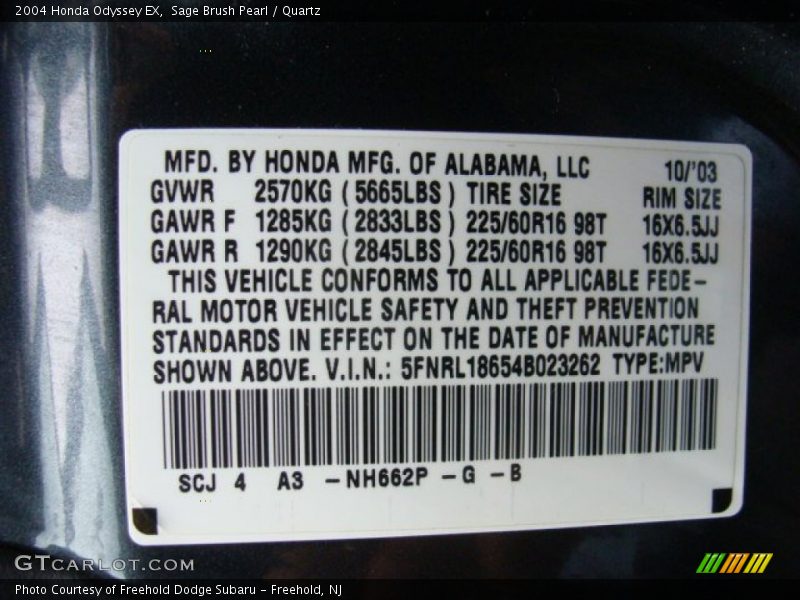 2004 Honda Odyssey EX,  Sage Brush Pearl / Quartz
MFD. BY HONDA MFG. OF ALABAMA, LLC 10/'03
GVWR 2570KG ( 5665LBS ) TIRE SIZE RIM SIZE
GAWR F 1285KG ( 2833LBS ) 225/60R16 98T 16X6.5JJ
GAWR R 1290KG ( 2845LBS ) 225/60R16 98T 16X6.5JJ
THIS VEHICLE CONFORMS TO ALL APPLICABLE FEDE-
RAL MOTOR VEHICLE SAFETY AND THEFT PREVENTION
STANDARDS IN EFFECT ON THE DATE OF MANUFACTURE
SHOWN ABOVE. V.I.N.: 5FNRL18654B023262 TYPE:MPV
SCJ 4 A3 -NH662P -G -B
GTCARLOT.COM
Photo Courtesy of Freehold Dodge Subaru - Freehold, NJ